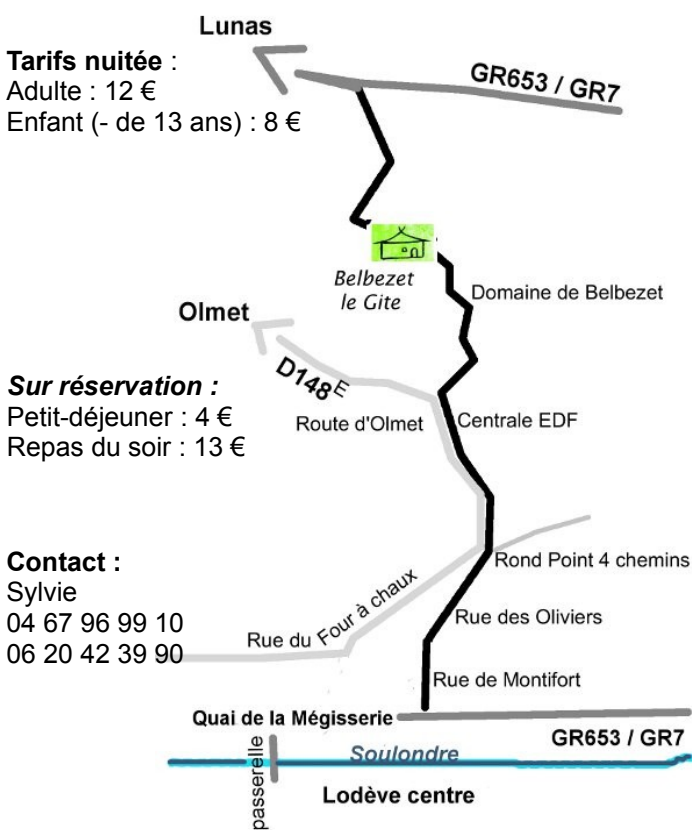 Lunas
Tarifs nuitée :
Adulte : 12 €
Enfant (- de 13 ans) : 8 €
GR653 / GR7
Belbezet
le Gite
Domaine de Belbezet
Olmet
D148E
Sur réservation :
Petit-déjeuner : 4 €
Repas du soir : 13 €
Route d'Olmet
Centrale EDF
Contact :
Sylvie
04 67 96 99 10
06 20 42 39 90
Rond Point 4 chemins
Rue du Four à chaux
Rue des Oliviers
Rue de Montifort
Quai de la Mégisserie
GR653 / GR7
passerelle
Soulondre
Lodève centre